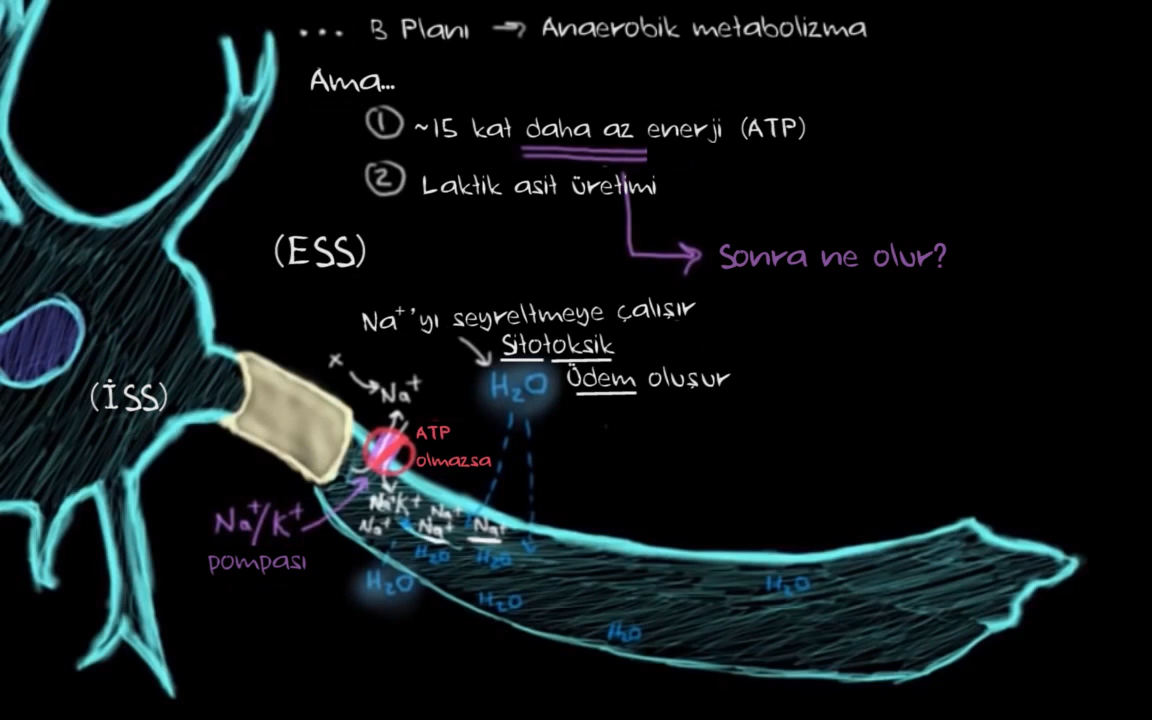 ... B Planı → Anaerobik metabolizma
Ama...
① ~15 kat daha az enerji (ATP)
② Laktik asit üretimi
(ESS)
Sonra ne olur?
Na⁺'yı seyreltmeye çalışır
Sitotoksik
H₂O Ödem oluşur
x
Na⁺
(İSS)
ATP
olmazsa
Na⁺/K⁺
pompası
Na⁺ K⁺ Na⁺
Na⁺ Na⁺ Na⁺
H₂O H₂O
H₂O H₂O
H₂O
H₂O